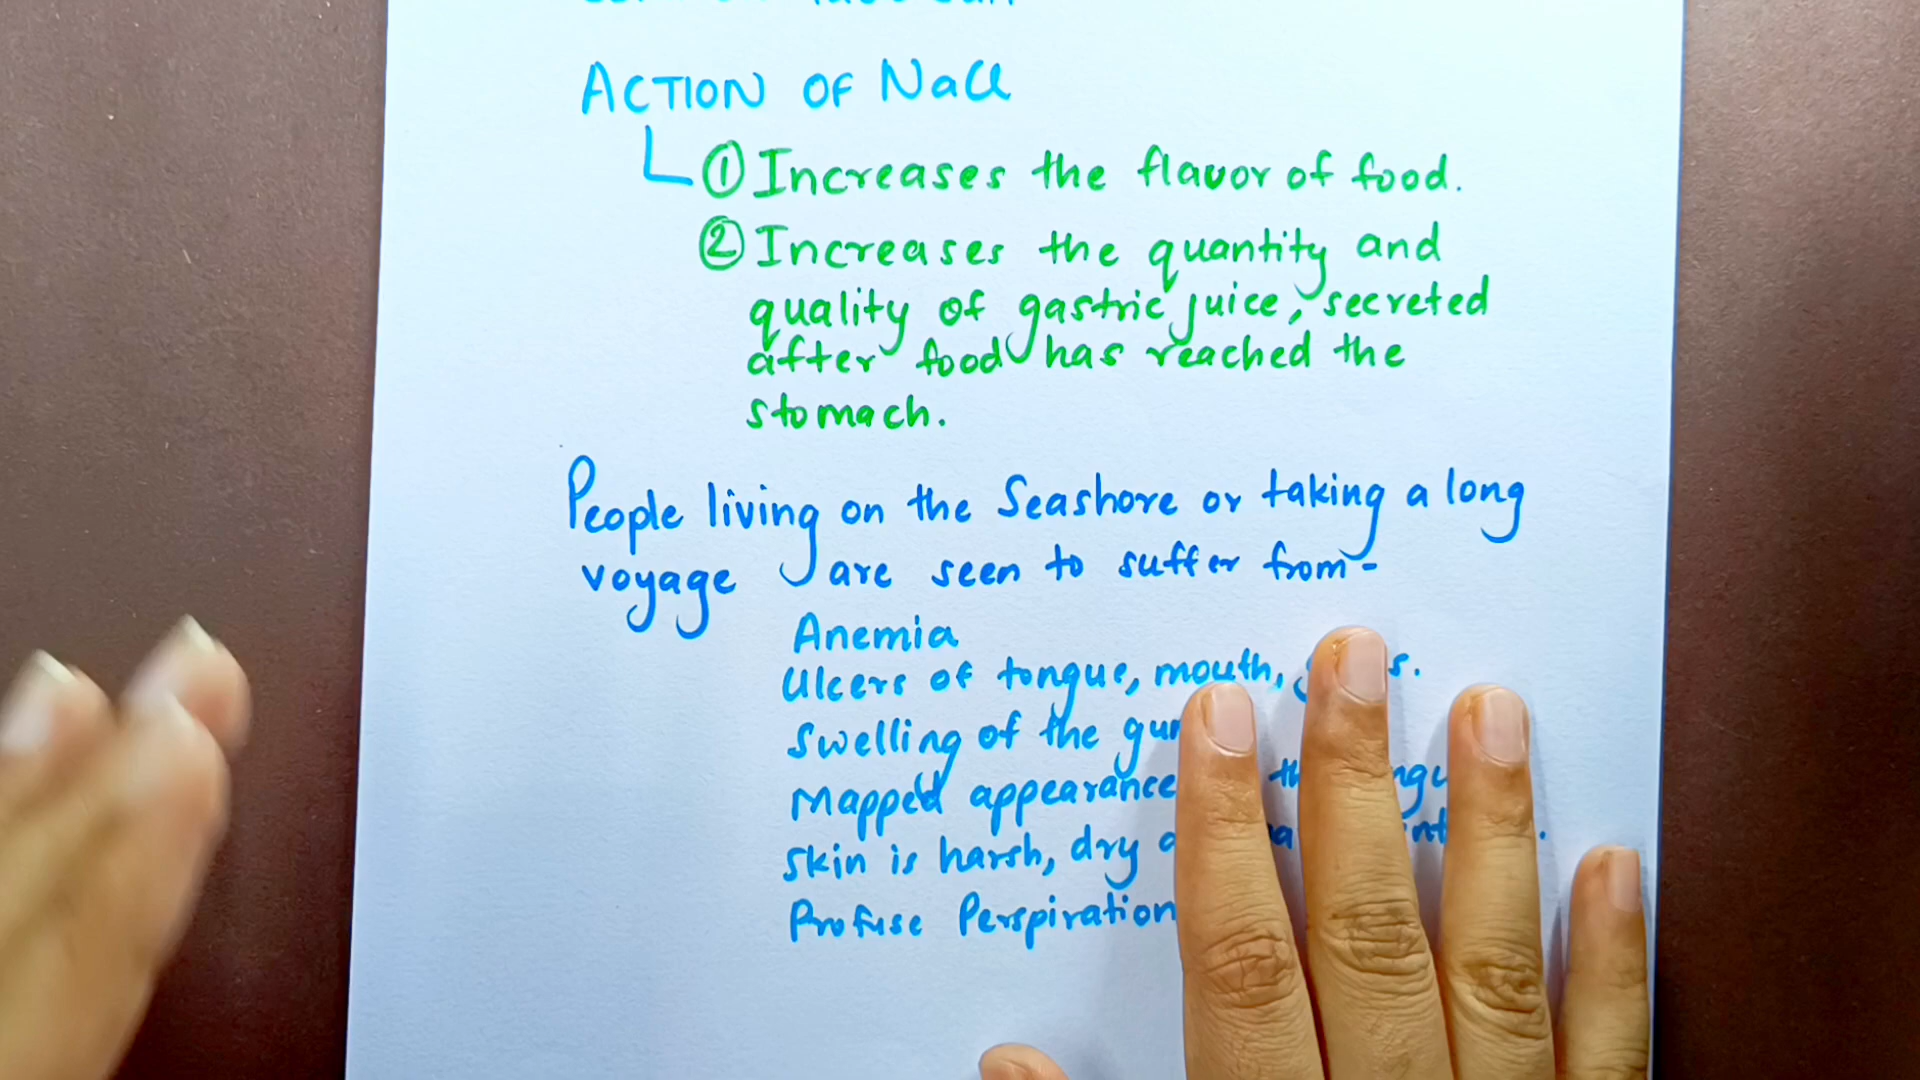 ACTION OF NaCl
① Increases the flavor of food.
② Increases the quantity and
quality of gastric juice, secreted
after food has reached the
stomach.
People living on the Seashore or taking a long
voyage are seen to suffer from-
Anemia
Ulcers of tongue, mouth,
Swelling of the
Mapped appearance
Skin is harsh, dry
Profuse Perspiration